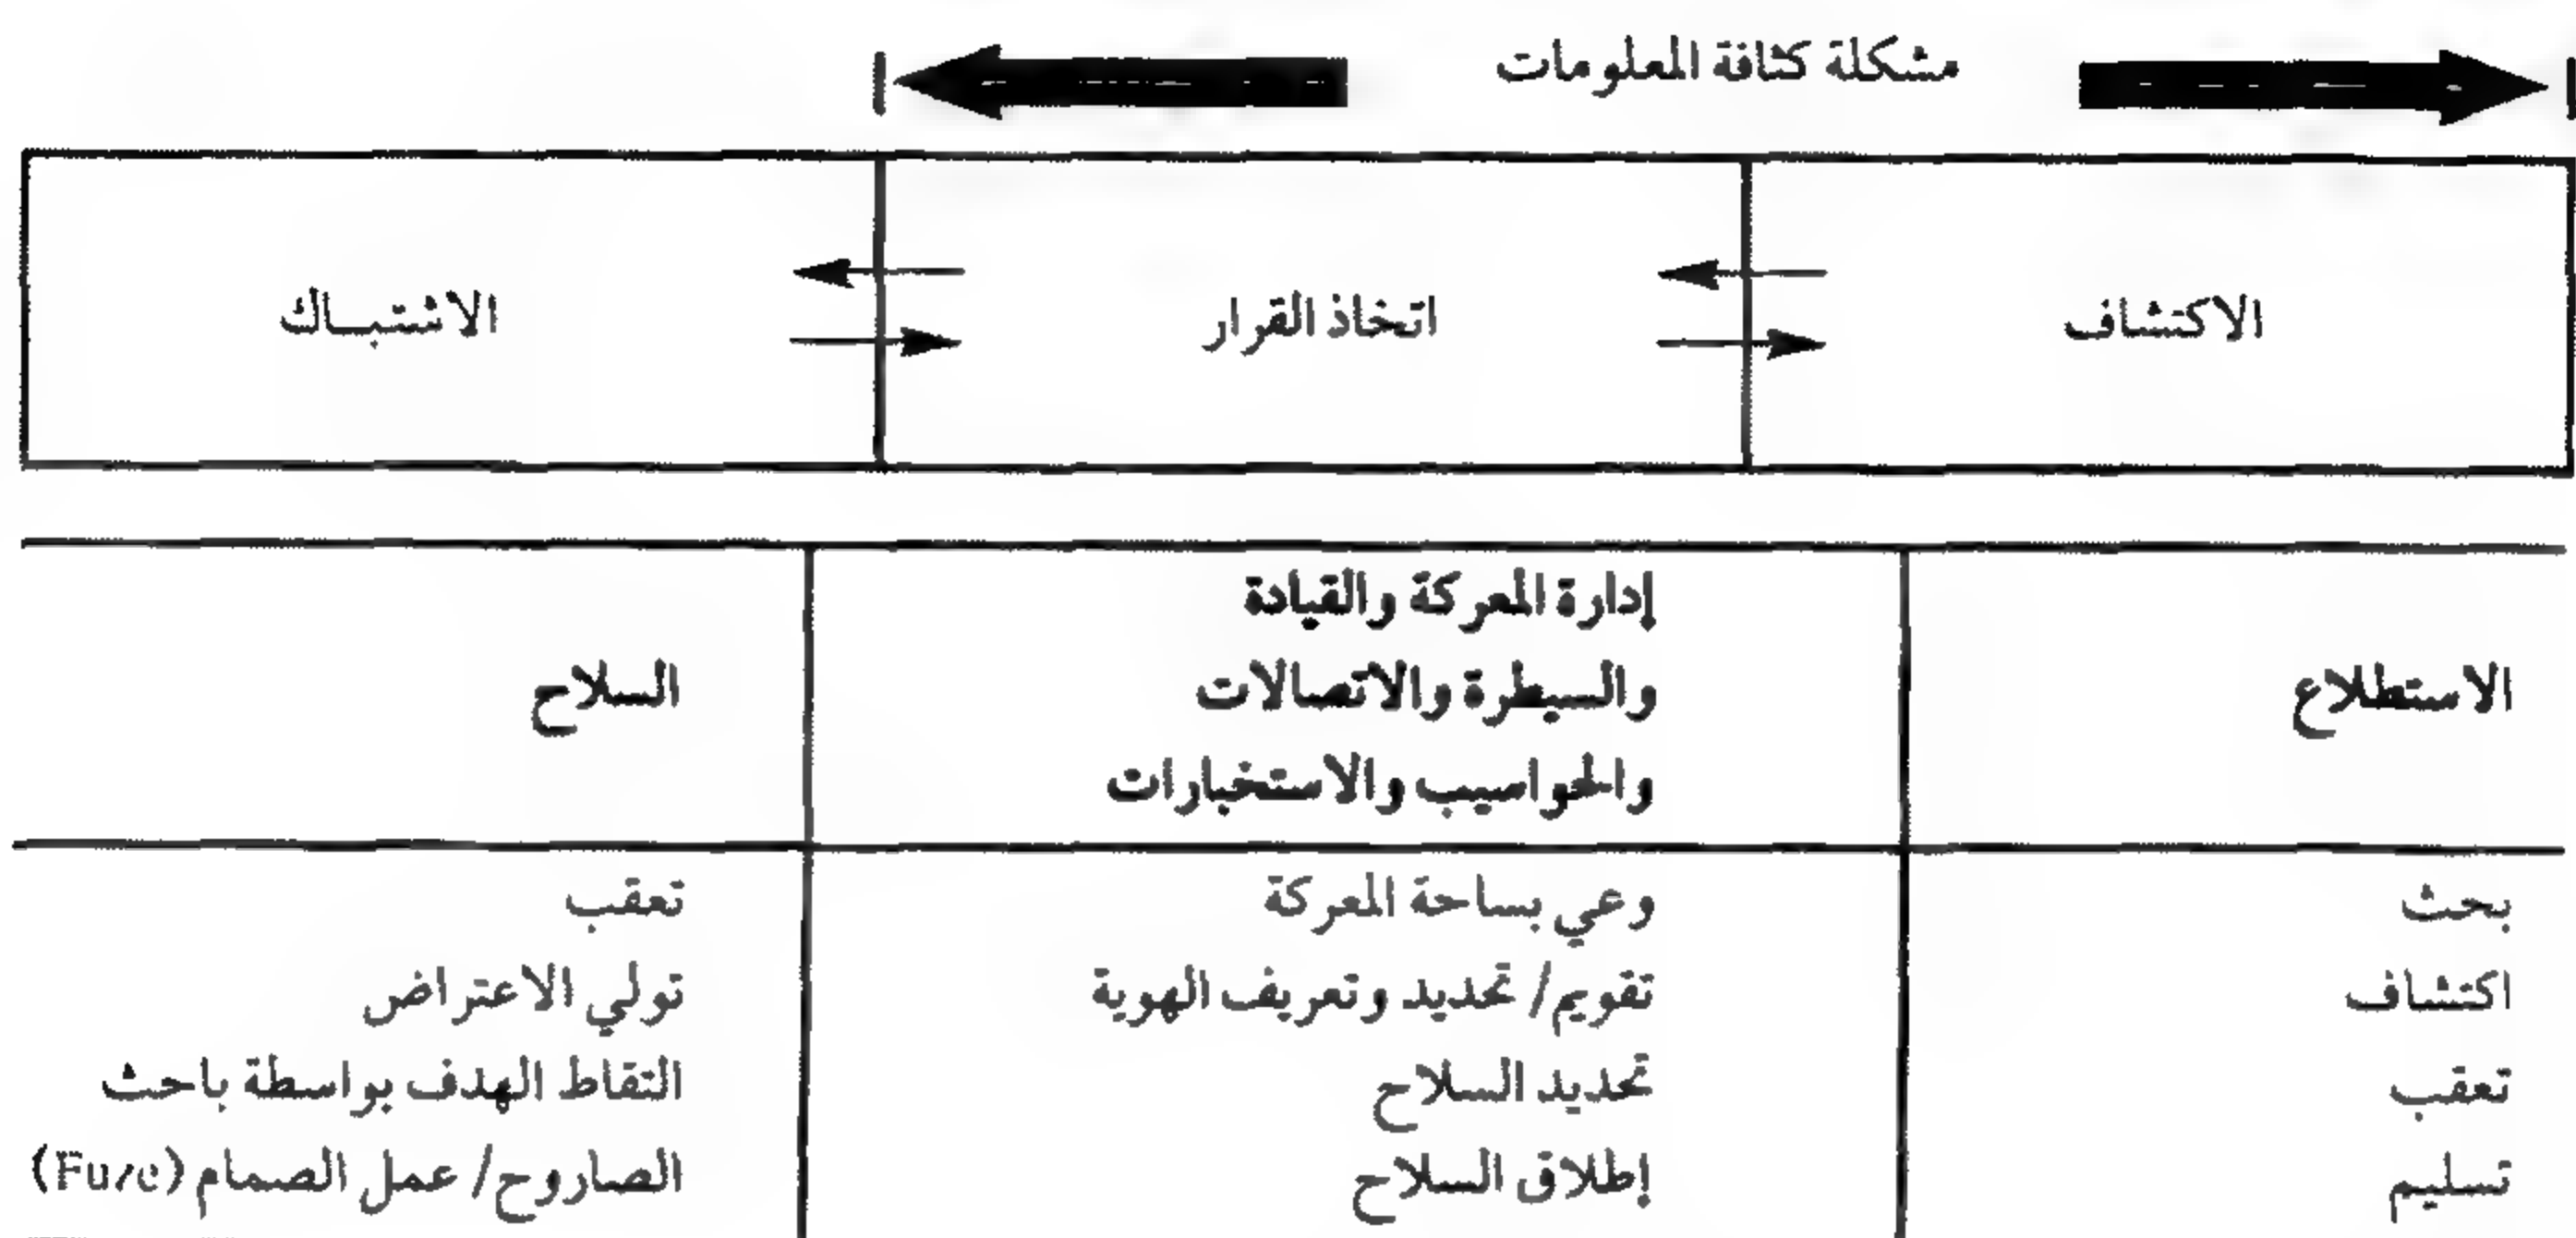 مشكلة كثافة المعلومات
الاكتشاف
اتخاذ القرار
الاشتبـاك
الاستطلاع
إدارة المعركة والقيادة
والسيطرة والاتصالات
والحواسيب والاستخبارات
السلاح
بحث
اكتشاف
تعقب
تسليم
وعي بساحة المعركة
تقويم/ تحديد وتعريف الهوية
تحديد السلاح
إطلاق السلاح
تعقب
تولي الاعتراض
التقاط الهدف بواسطة باحث
الصاروح/ عمل الصمام (Fuze)